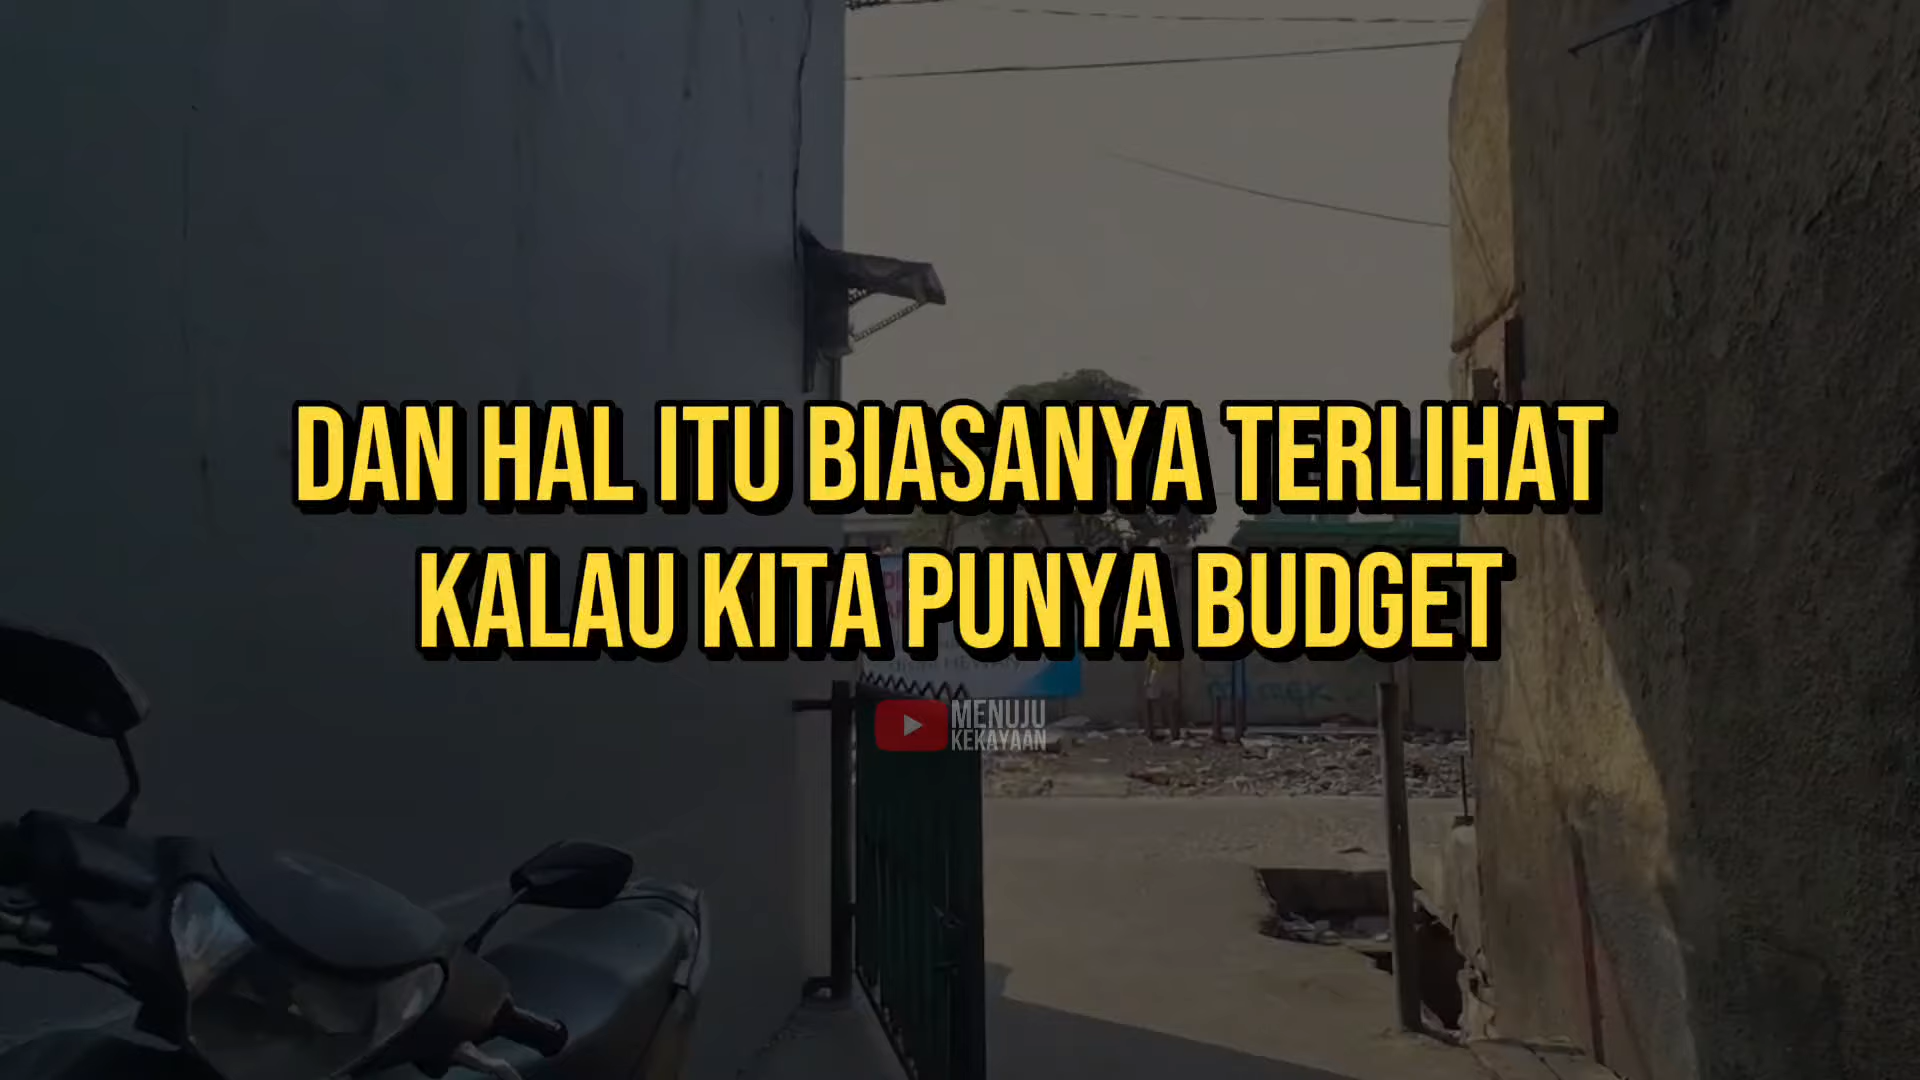 DAN HAL ITU BIASANYA TERLIHAT
KALAU KITA PUNYA BUDGET
MENUJU
KEKAYAAN